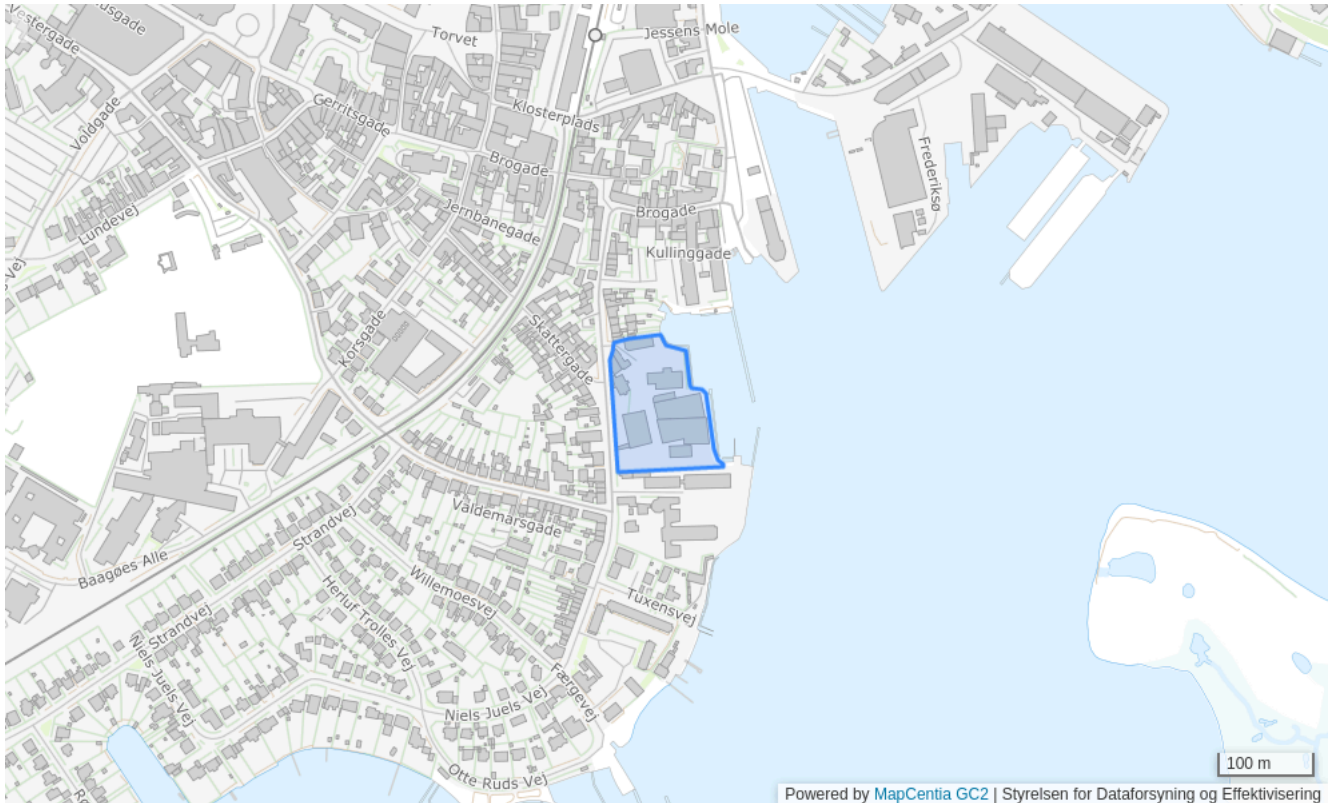 Vestergade
Torvet
Jessens Mole
Voldgade
Gerritsgade
Klosterplads
Brogade
Frederiksø
Lundevej
Jernbanegade
Brogade
Kullinggade
Korsgade
Skattergade
Valdemarsgade
Strandvej
Baagøes Alle
Willemoesvej
Herluf Trolles Vej
Tuxensvej
Strandvej
Niels Juels Vej
Færgevej
Niels Juels Vej
Otte Ruds Vej
100 m
Powered by MapCentia GC2 | Styrelsen for Dataforsyning og Effektivisering